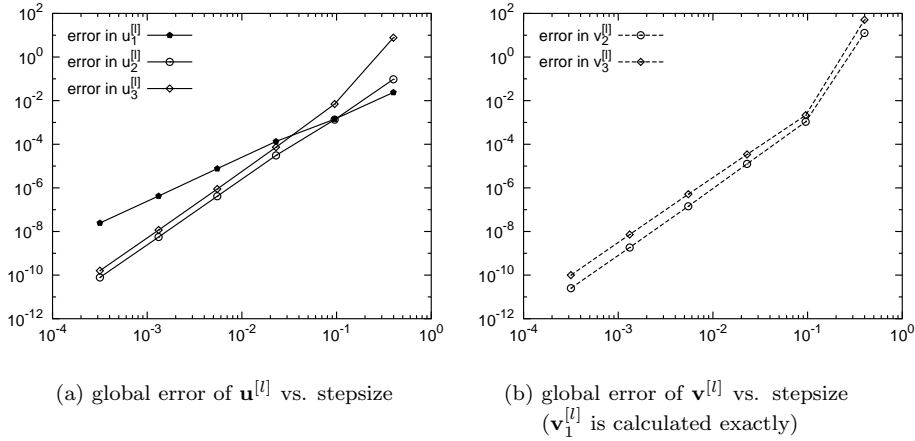 10^2
10^0
10^-2
10^-4
10^-6
10^-8
10^-10
10^-12
10^-4 10^-3 10^-2 10^-1 10^0
error in u_1^[l]
error in u_2^[l]
error in u_3^[l]
(a) global error of u^[l] vs. stepsize
10^2
10^0
10^-2
10^-4
10^-6
10^-8
10^-10
10^-12
10^-4 10^-3 10^-2 10^-1 10^0
error in v_2^[l]
error in v_3^[l]
(b) global error of v^[l] vs. stepsize
(v_1^[l] is calculated exactly)